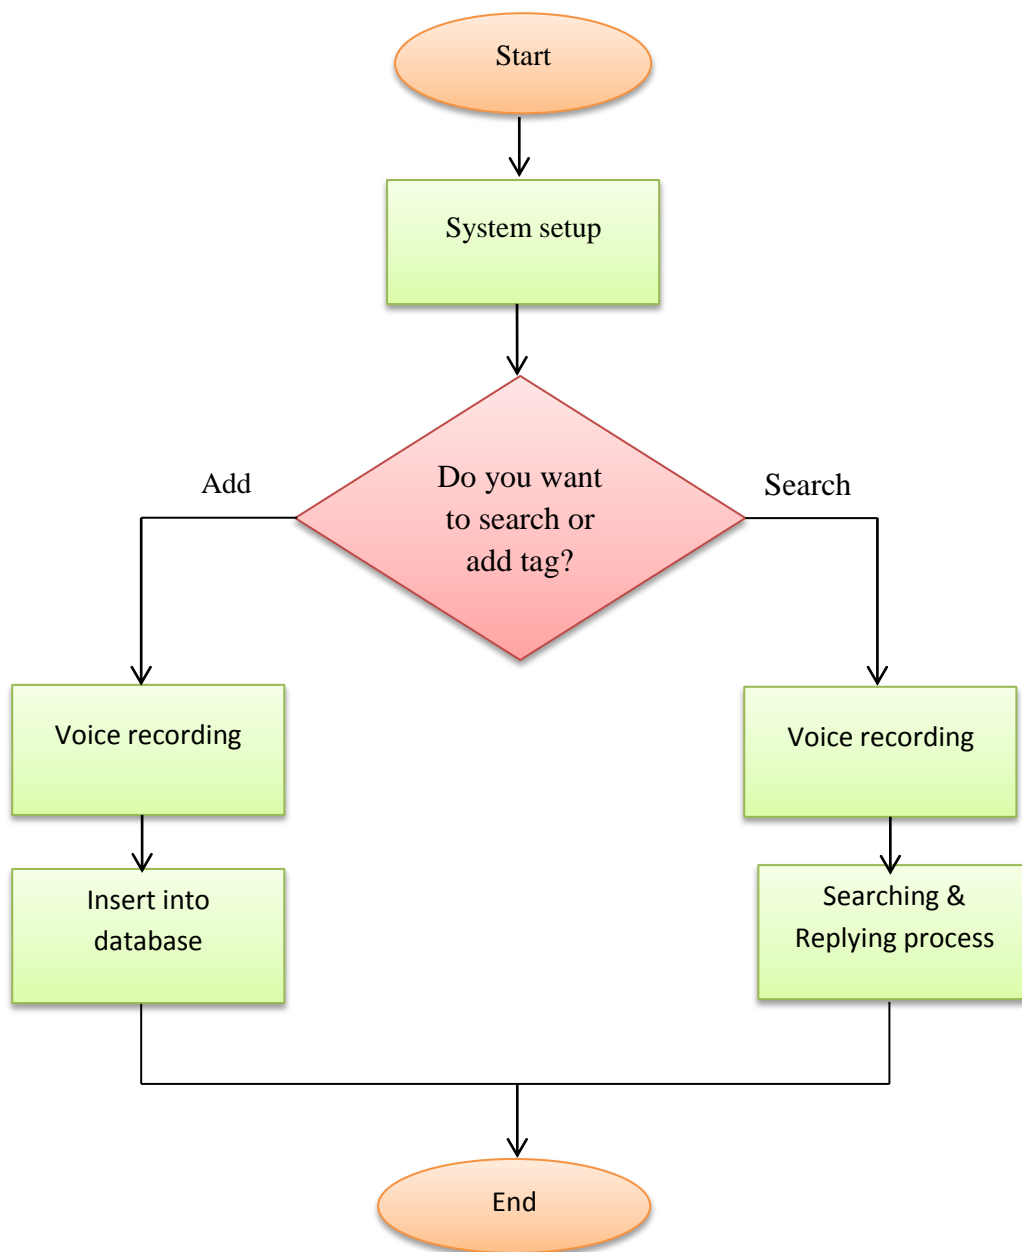 Start
System setup
Do you want
to search or
add tag?
Add
Search
Voice recording
Insert into
database
Voice recording
Searching &
Replying process
End